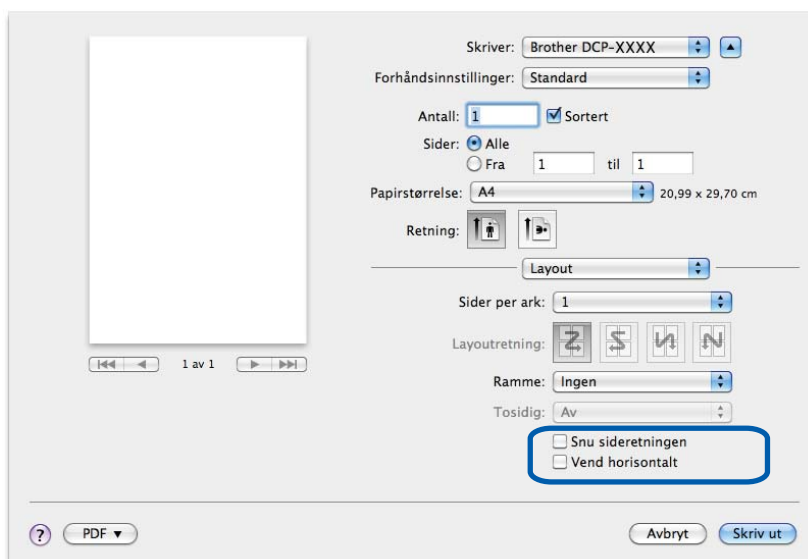 Skriver: Brother DCP-XXXX
Forhåndsinnstillinger: Standard
Antall: 1 Sortert
Sider: Alle
Fra 1 til 1
Papirstørrelse: A4 20,99 x 29,70 cm
Retning:
Layout
Sider per ark: 1
Layoutretning:
1 av 1
Ramme: Ingen
Tosidig: Av
Snu sideretningen
Vend horisontalt
? PDF Avbryt Skriv ut